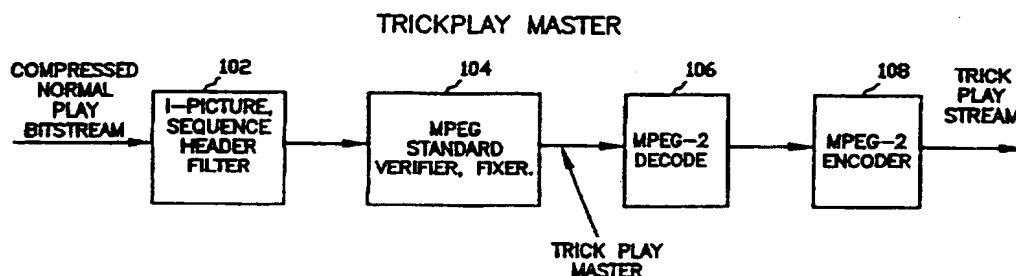 TRICKPLAY MASTER
COMPRESSED
NORMAL
PLAY
BITSTREAM
102
I-PICTURE,
SEQUENCE
HEADER
FILTER
104
MPEG
STANDARD
VERIFIER, FIXER.
TRICK PLAY
MASTER
106
MPEG-2
DECODE
108
MPEG-2
ENCODER
TRICK
PLAY
STREAM